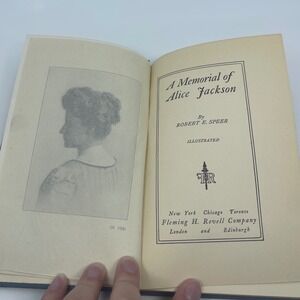 A Memorial of
Alice Jackson
By
ROBERT E. SPEER
ILLUSTRATED
New York Chicago Toronto
Fleming H. Revell Company
London and Edinburgh